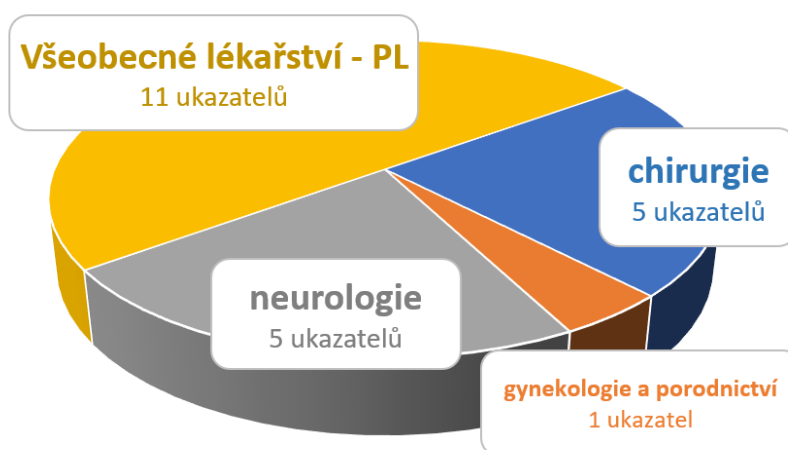 Všeobecné lékařství - PL
11 ukazatelů
chirurgie
5 ukazatelů
neurologie
5 ukazatelů
gynekologie a porodnictví
1 ukazatel